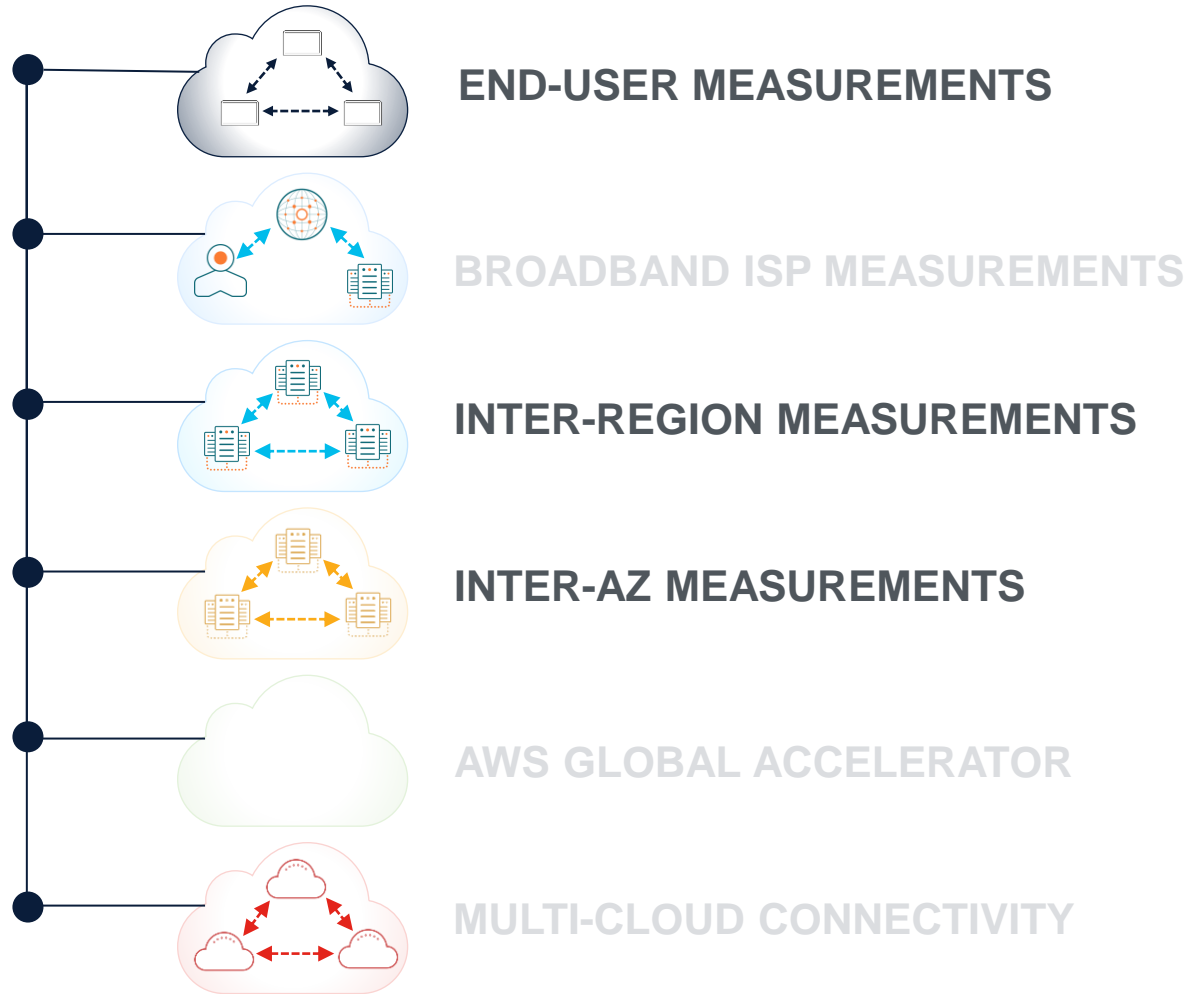 END-USER MEASUREMENTS
BROADBAND ISP MEASUREMENTS
INTER-REGION MEASUREMENTS
INTER-AZ MEASUREMENTS
AWS GLOBAL ACCELERATOR
MULTI-CLOUD CONNECTIVITY